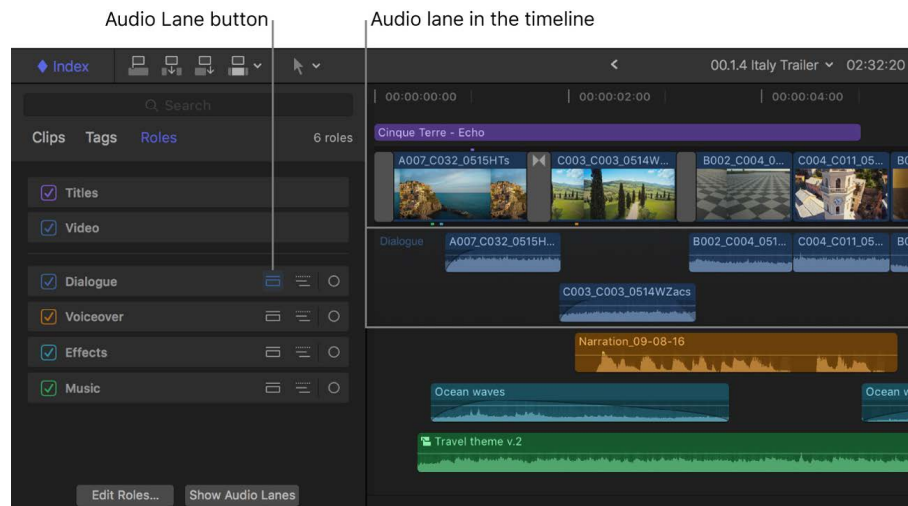 Audio Lane button
Audio lane in the timeline
Index
00.1.4 Italy Trailer
02:32:20
Search
00:00:00:00
00:00:02:00
00:00:04:00
Clips
Tags
Roles
6 roles
Cinque Terre - Echo
A007_C032_0515HTs
C003_C003_0514W...
B002_C004_0...
C004_C011_05...
Titles
Video
Dialogue
A007_C032_0515H...
B002_C004_051...
C004_C011_05...
Dialogue
C003_C003_0514WZacs
Voiceover
Narration_09-08-16
Effects
Music
Ocean waves
Ocean
Travel theme v.2
Edit Roles...
Show Audio Lanes